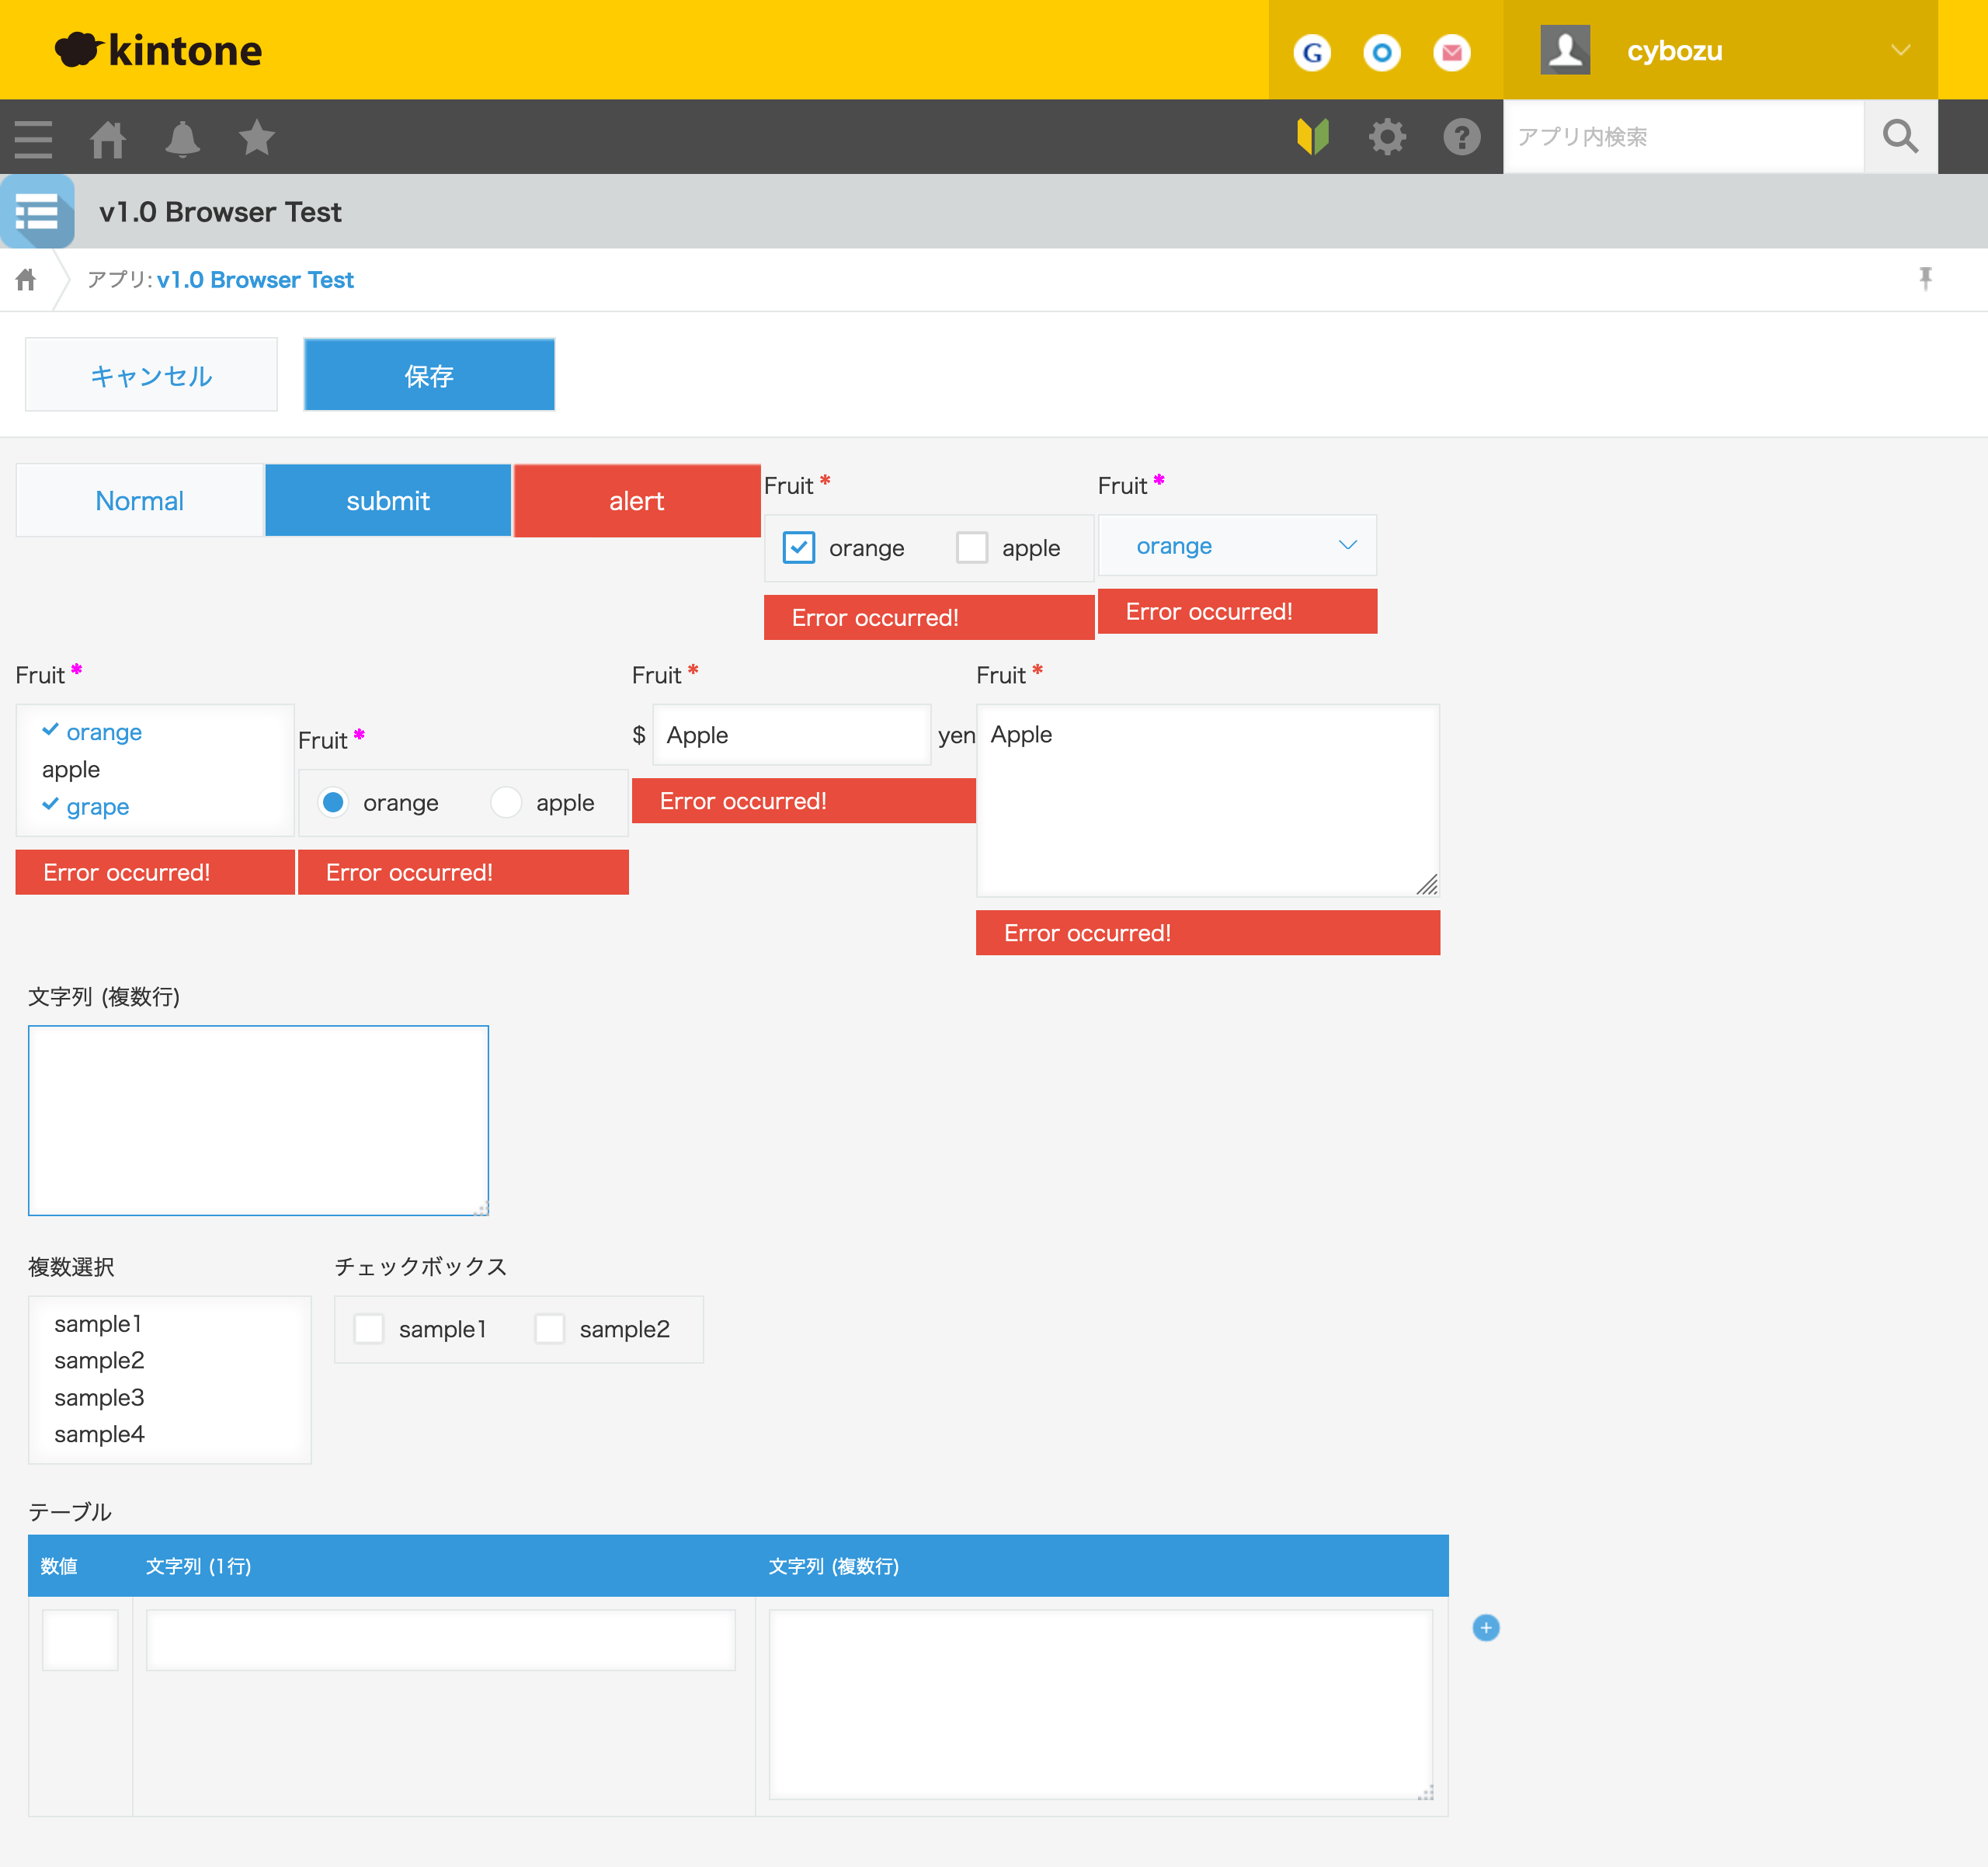 kintone
G
cybozu
アプリ内検索
v1.0 Browser Test
アプリ: v1.0 Browser Test
キャンセル
保存
Normal
submit
alert
Fruit *
orange
apple
Error occurred!
Fruit *
orange
Error occurred!
Fruit *
orange
apple
grape
Error occurred!
Fruit *
orange
apple
Error occurred!
Fruit *
$ Apple yen
Error occurred!
Fruit *
Apple
Error occurred!
文字列 (複数行)
複数選択
sample1
sample2
sample3
sample4
チェックボックス
sample1
sample2
テーブル
数値
文字列 (1行)
文字列 (複数行)